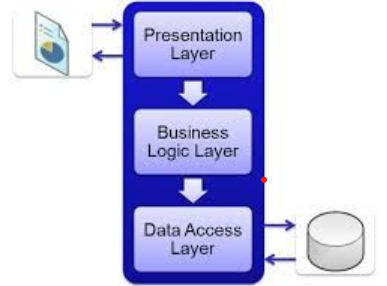 Presentation
Layer
Business
Logic Layer
Data Access
Layer